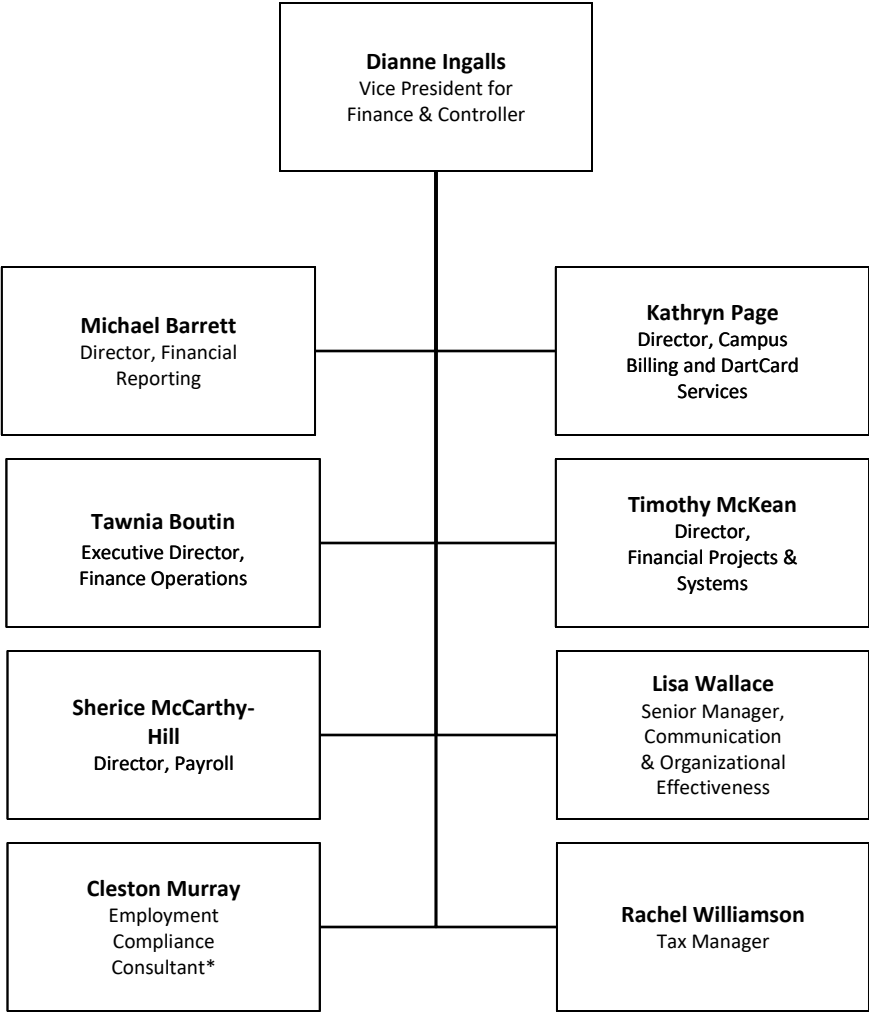 Dianne Ingalls
Vice President for
Finance & Controller
Michael Barrett
Director, Financial
Reporting
Kathryn Page
Director, Campus
Billing and DartCard
Services
Tawnia Boutin
Executive Director,
Finance Operations
Timothy McKean
Director,
Financial Projects &
Systems
Sherice McCarthy-
Hill
Director, Payroll
Lisa Wallace
Senior Manager,
Communication
& Organizational
Effectiveness
Cleston Murray
Employment
Compliance
Consultant*
Rachel Williamson
Tax Manager